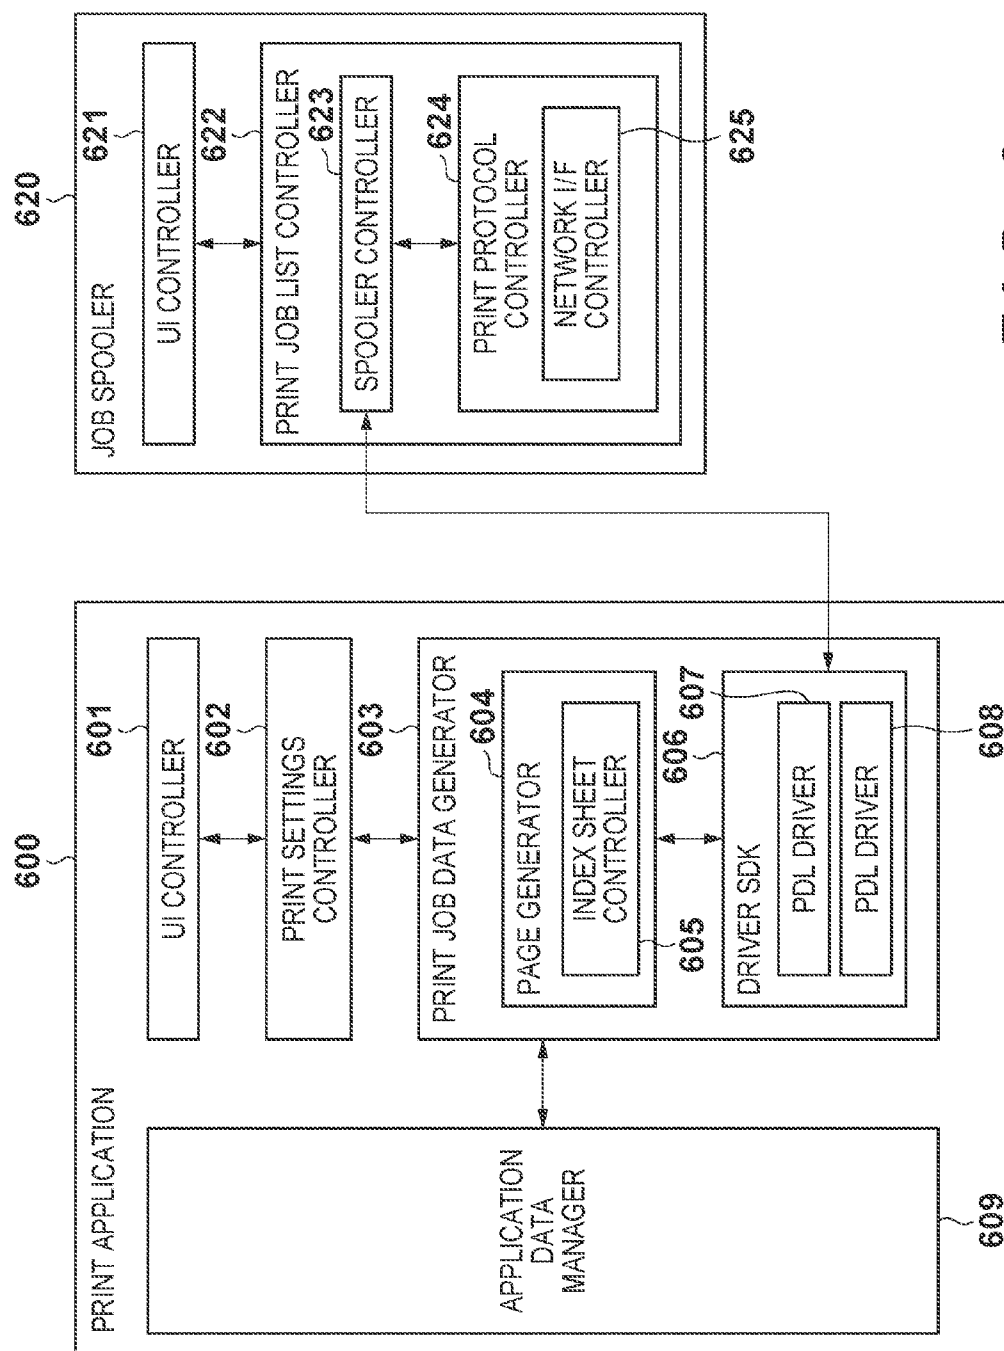 600
PRINT APPLICATION
APPLICATION
DATA
MANAGER
609
601
UI CONTROLLER
602
PRINT SETTINGS
CONTROLLER
603
PRINT JOB DATA GENERATOR
604
PAGE GENERATOR
INDEX SHEET
CONTROLLER
605
606
607
DRIVER SDK
PDL DRIVER
PDL DRIVER
608
620
JOB SPOOLER
621
UI CONTROLLER
622
PRINT JOB LIST CONTROLLER
623
SPOOLER CONTROLLER
624
PRINT PROTOCOL
CONTROLLER
NETWORK I/F
CONTROLLER
625